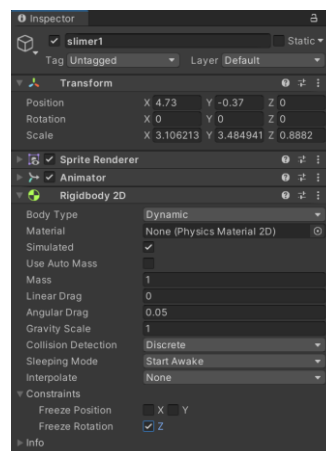 Inspector
slimer1 Static
Tag Untagged Layer Default
Transform
Position X 4.73 Y -0.37 Z 0
Rotation X 0 Y 0 Z 0
Scale X 3.106213 Y 3.484941 Z 0.8882
Sprite Renderer
Animator
Rigidbody 2D
Body Type Dynamic
Material None (Physics Material 2D)
Simulated
Use Auto Mass
Mass 1
Linear Drag 0
Angular Drag 0.05
Gravity Scale 1
Collision Detection Discrete
Sleeping Mode Start Awake
Interpolate None
Constraints
Freeze Position X Y
Freeze Rotation Z
Info